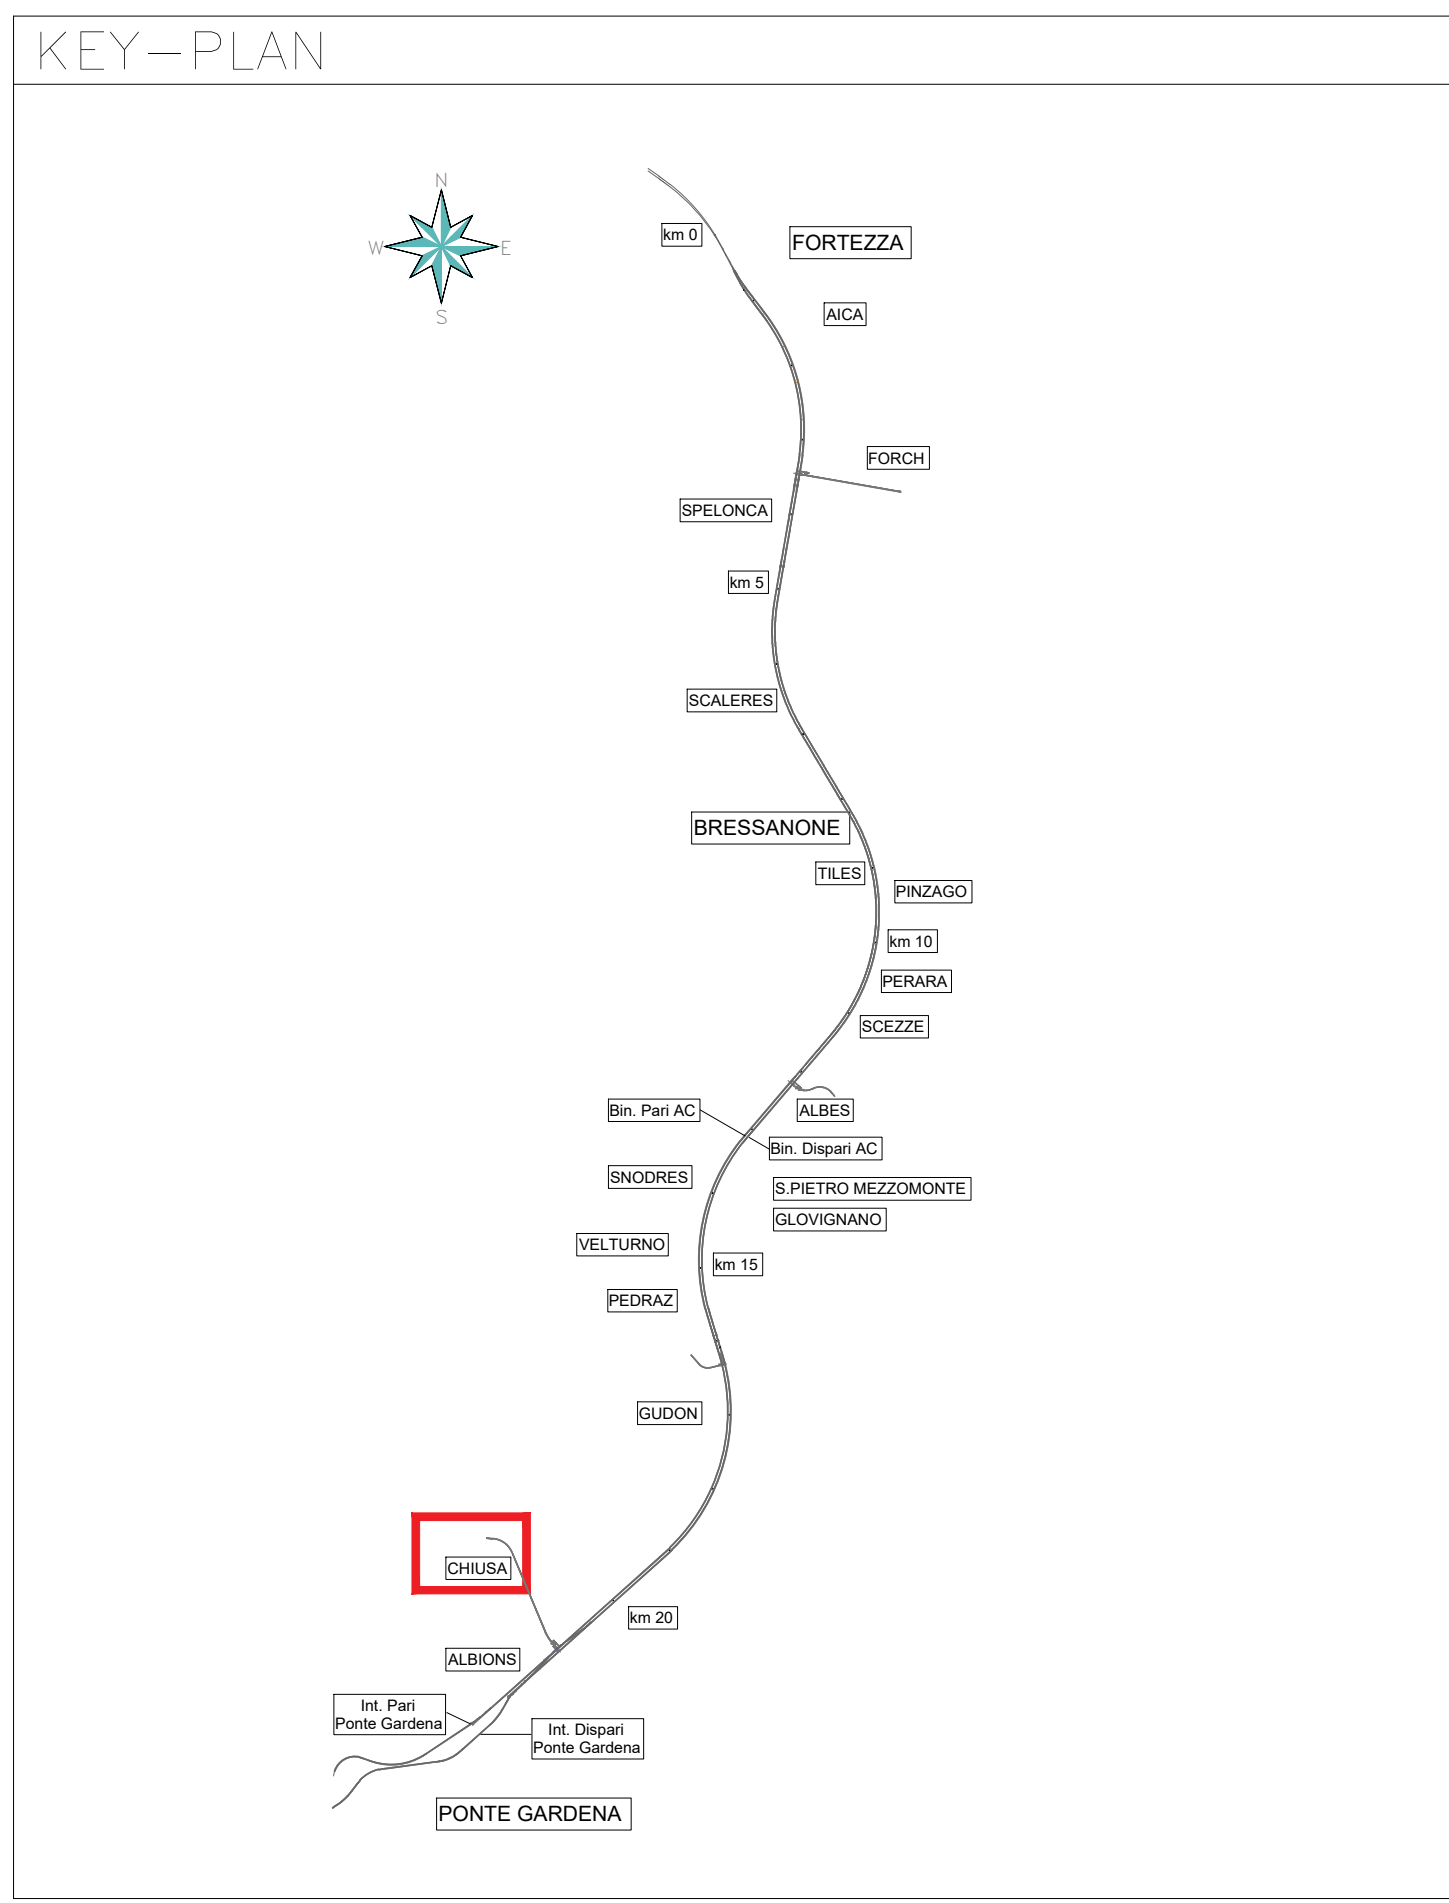 KEY-PLAN
N
W
E
S
km 0
FORTEZZA
AICA
FORCH
SPELONCA
km 5
SCALERES
BRESSANONE
TILES
PINZAGO
km 10
PERARA
SCEZZE
Bin. Pari AC
ALBES
Bin. Dispari AC
SNODRES
S.PIETRO MEZZOMONTE
GLOVIGNANO
VELTURNO
km 15
PEDRAZ
GUDON
CHIUSA
km 20
ALBIONS
Int. Pari
Ponte Gardena
Int. Dispari
Ponte Gardena
PONTE GARDENA